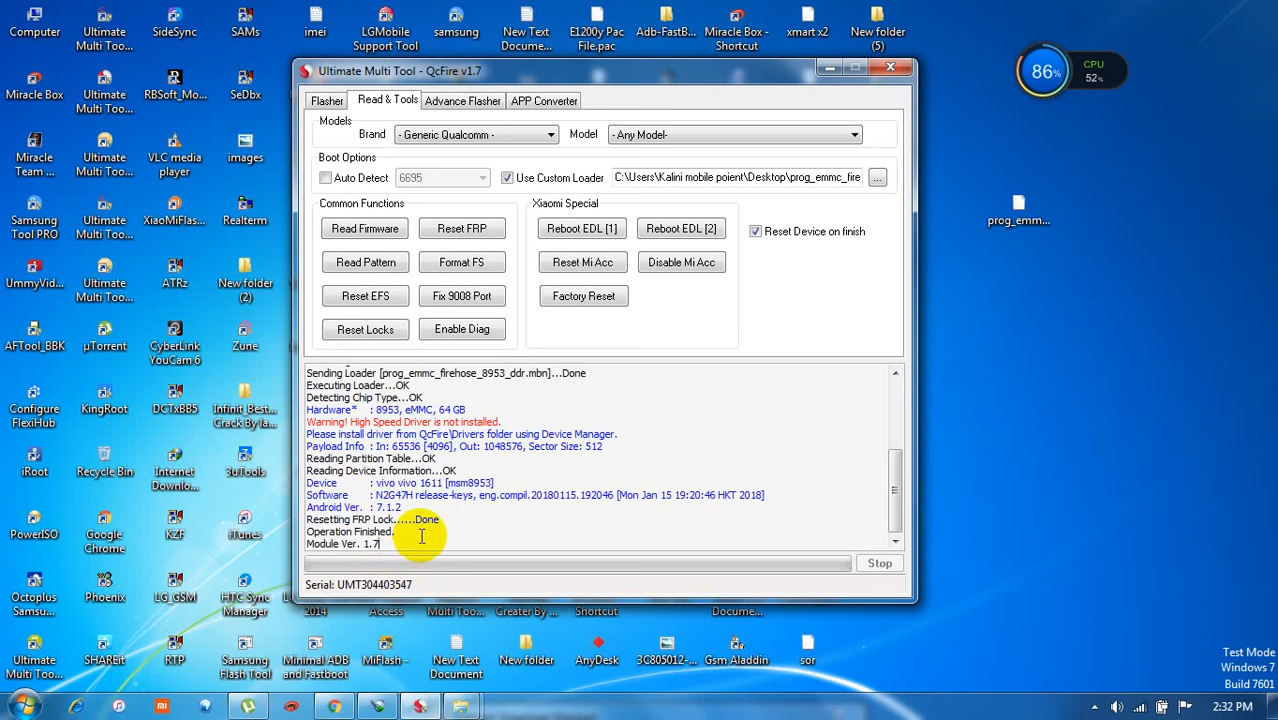 Computer
Ultimate
Multi Too...
SideSync
SAMs
imei
LGMobile
Support Tool
samsung
New Text
Docume...
E1200y Pac
File.pac
Adb-FastB...
Miracle Box -
Shortcut
xmart x2
New folder
(5)
Miracle Box
Ultimate
Multi Too...
RBSoft_Mo...
SeDbx
Miracle
Team ...
Ultimate
Multi Too...
VLC media
player
images
Samsung
Tool PRO
Ultimate
Multi Too...
XiaoMiFlas...
Realterm
UmmyVid...
Ultimate
Multi Too...
ATRz
New folder
(2)
AFTool_BBK
µTorrent
CyberLink
YouCam 6
Zune
Configure
FlexiHub
KingRoot
DCTxBB5
Infinit_Best...
Crack By Ia...
iRoot
Recycle Bin
Internet
Downlo...
3uTools
PowerISO
Google
Chrome
KZF
iTunes
Octoplus
Samsu...
Phoenix
LG_GSM
HTC Sync
Manager
2014
Access
Multi Too...
Creater By ...
Shortcut
Docume...
Ultimate
Multi Too...
SHAREit
RTP
Samsung
Flash Tool
Minimal ADB
and Fastboot
MiFlash -
New Text
Document
New folder
AnyDesk
3C805012-...
Gsm Aladdin
sor
prog_emm...
86%
CPU
52%
Ultimate Multi Tool - QcFire v1.7
Flasher
Read & Tools
Advance Flasher
APP Converter
Models
Brand
- Generic Qualcomm -
Model
- Any Model-
Boot Options
Auto Detect
6695
Use Custom Loader
C:\Users\Kalini mobile poient\Desktop\prog_emmc_fire
...
Common Functions
Read Firmware
Reset FRP
Read Pattern
Format FS
Reset EFS
Fix 9008 Port
Reset Locks
Enable Diag
Xiaomi Special
Reboot EDL [1]
Reboot EDL [2]
Reset Mi Acc
Disable Mi Acc
Factory Reset
Reset Device on finish
Sending Loader [prog_emmc_firehose_8953_ddr.mbn]...Done
Executing Loader...OK
Detecting Chip Type...OK
Hardware* : 8953, eMMC, 64 GB
Warning! High Speed Driver is not installed.
Please install driver from QcFire\Drivers folder using Device Manager.
Payload Info : In: 65536 [4096], Out: 1048576, Sector Size: 512
Reading Partition Table...OK
Reading Device Information...OK
Device : vivo vivo 1611 [msm8953]
Software : N2G47H release-keys, eng.compil.20180115.192046 [Mon Jan 15 19:20:46 HKT 2018]
Android Ver. : 7.1.2
Resetting FRP Lock......Done
Operation Finished.
Module Ver. 1.7
Stop
Serial: UMT304403547
Test Mode
Windows 7
Build 7601
2:32 PM